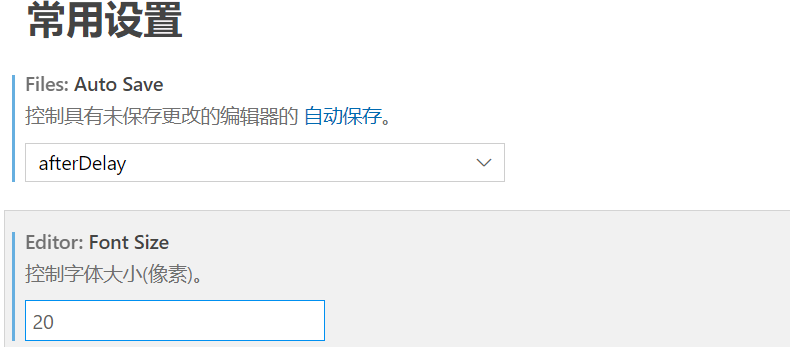 常用设置
Files: Auto Save
控制具有未保存更改的编辑器的 自动保存。
afterDelay
Editor: Font Size
控制字体大小(像素)。
20